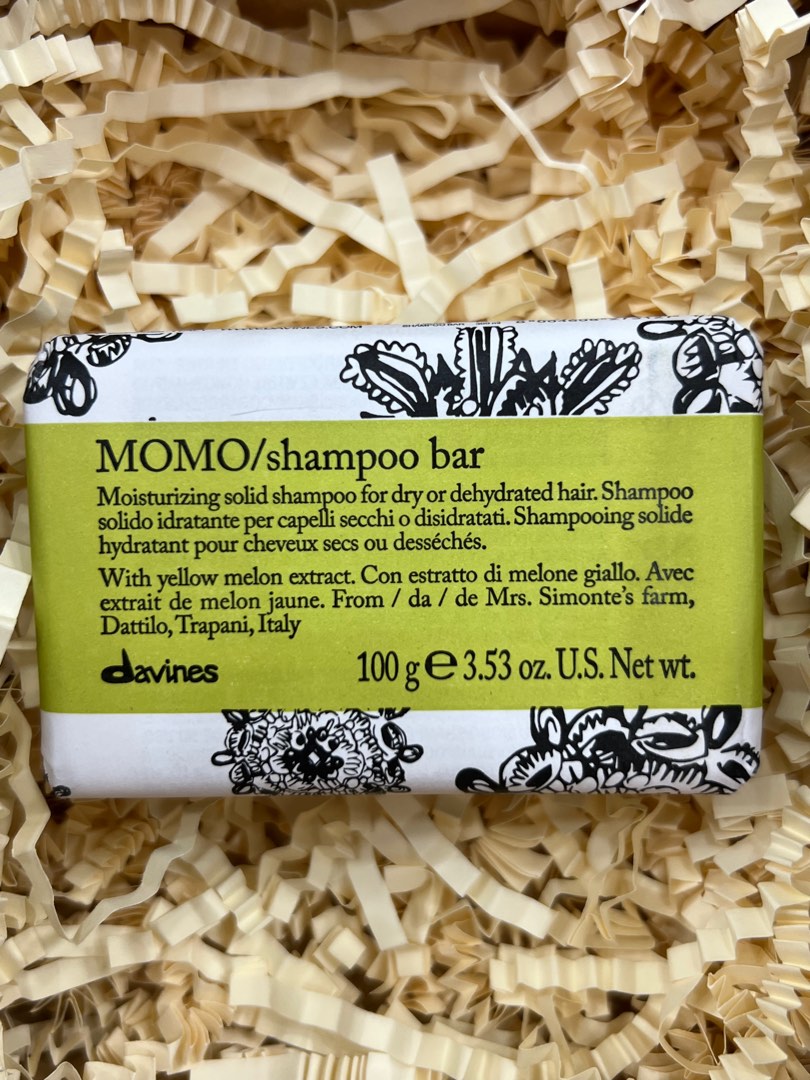 MOMO/shampoo bar
Moisturizing solid shampoo for dry or dehydrated hair. Shampoo
solido idratante per capelli secchi o disidratati. Shampooing solide
hydratant pour cheveux secs ou desséchés.
With yellow melon extract. Con estratto di melone giallo. Avec
extrait de melon jaune. From / da / de Mrs. Simonte's farm,
Dattilo, Trapani, Italy
davines
100 g ℮ 3.53 oz. U.S. Net wt.